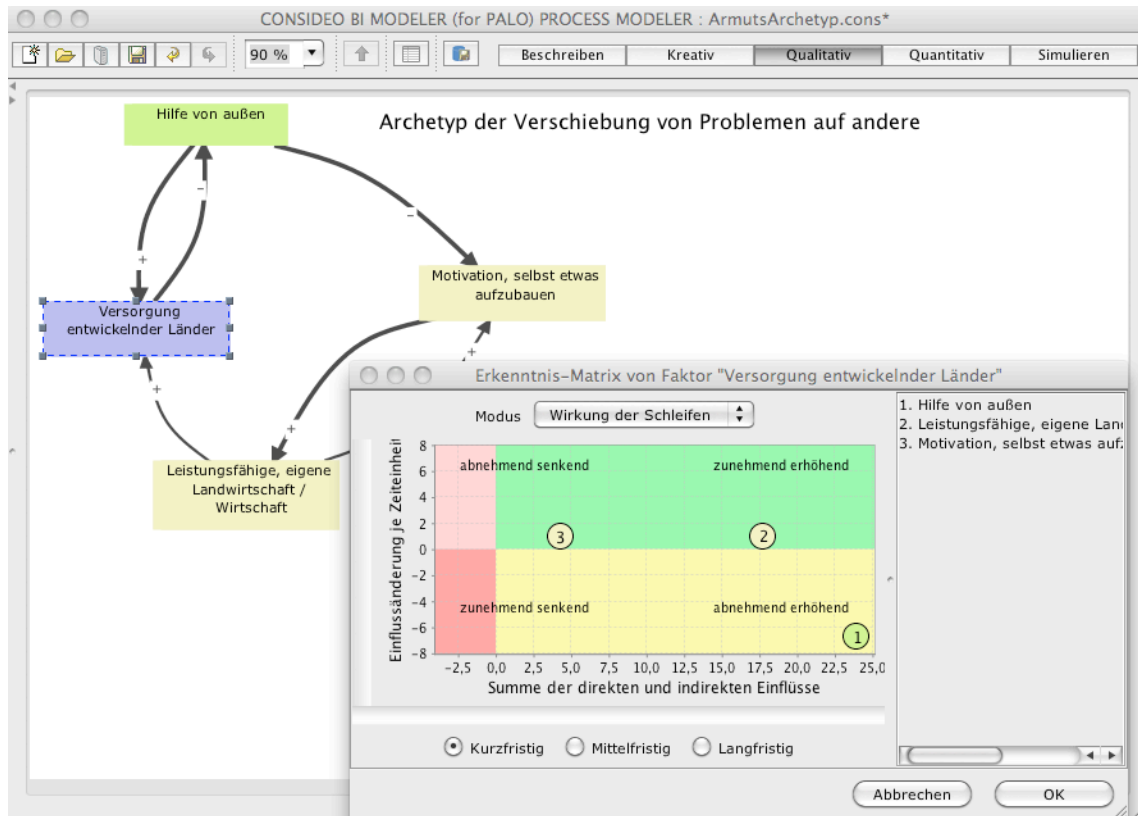 CONSIDEO BI MODELER (for PALO) PROCESS MODELER : ArmutsArchetyp.cons*
90 %
Beschreiben
Kreativ
Qualitativ
Quantitativ
Simulieren
Archetyp der Verschiebung von Problemen auf andere
Hilfe von außen
-
-
+
Motivation, selbst etwas
aufzubauen
Versorgung
entwickelnder Länder
+
+
+
Leistungsfähige, eigene
Landwirtschaft /
Wirtschaft
Erkenntnis-Matrix von Faktor "Versorgung entwickelnder Länder"
Modus
Wirkung der Schleifen
1. Hilfe von außen
2. Leistungsfähige, eigene Lan
3. Motivation, selbst etwas auf
Einflussänderung je Zeiteinheit
8
6
4
2
0
-2
-4
-6
-8
abnehmend senkend
zunehmend erhöhend
3
2
zunehmend senkend
abnehmend erhöhend
1
-2,5
0,0
2,5
5,0
7,5
10,0
12,5
15,0
17,5
20,0
22,5
25,0
Summe der direkten und indirekten Einflüsse
Kurzfristig
Mittelfristig
Langfristig
Abbrechen
OK